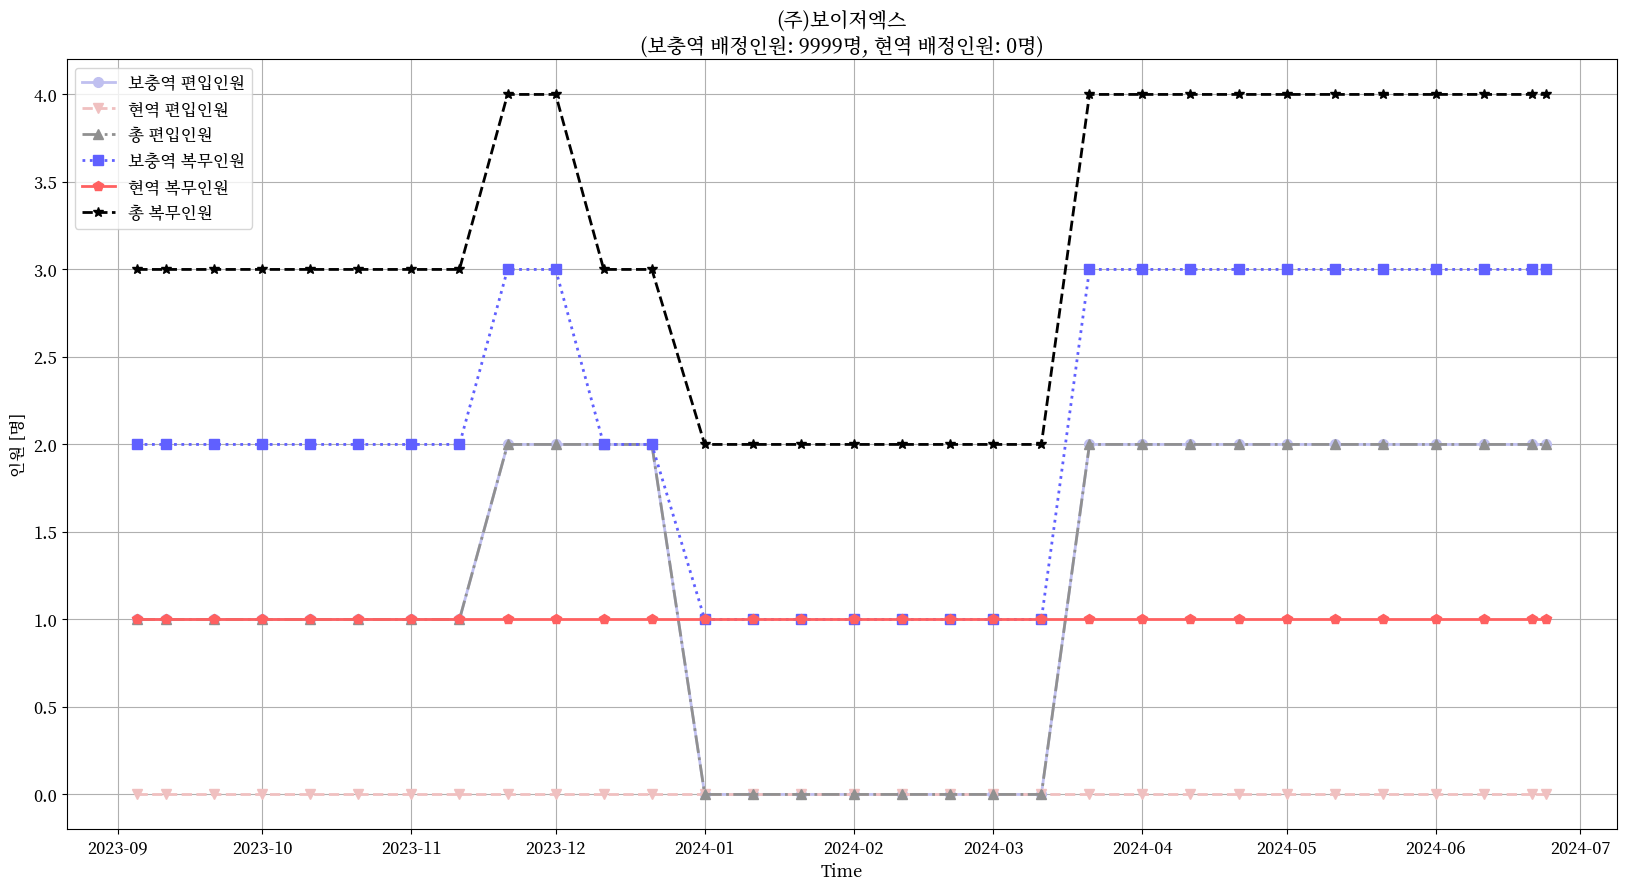 (주)보이저엑스
(보충역 배정인원: 9999명, 현역 배정인원: 0명)
보충역 편입인원
현역 편입인원
총 편입인원
보충역 복무인원
현역 복무인원
총 복무인원
4.0
3.5
3.0
2.5
2.0
1.5
1.0
0.5
0.0
인원 [명]
2023-09 2023-10 2023-11 2023-12 2024-01 2024-02 2024-03 2024-04 2024-05 2024-06 2024-07
Time